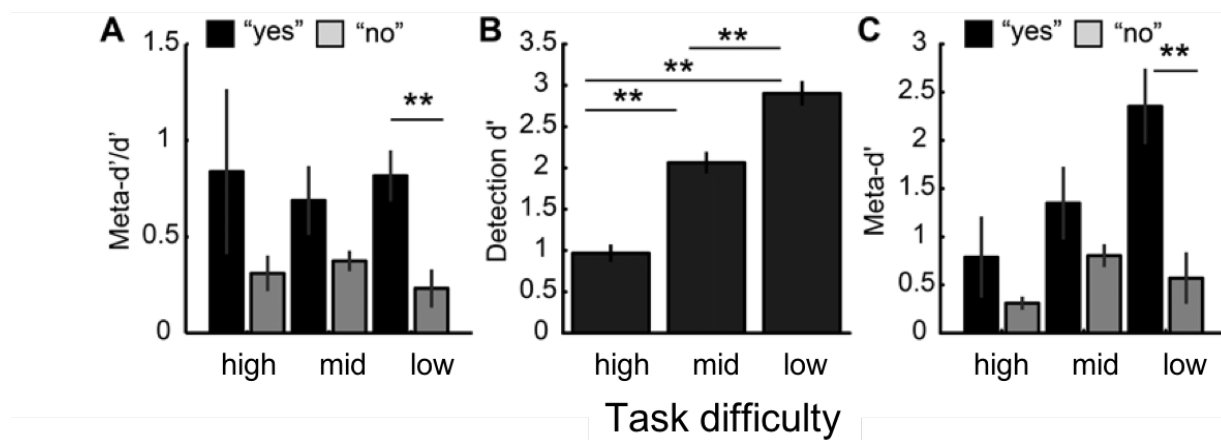 A "yes" "no"
1.5
1
0.5
0
Meta-d'/d'
**
high mid low
B
3.5
3
2.5
2
1.5
1
0.5
0
Detection d'
**
**
**
high mid low
C "yes" "no"
3
2.5
2
1.5
1
0.5
0
Meta-d'
**
high mid low
Task difficulty